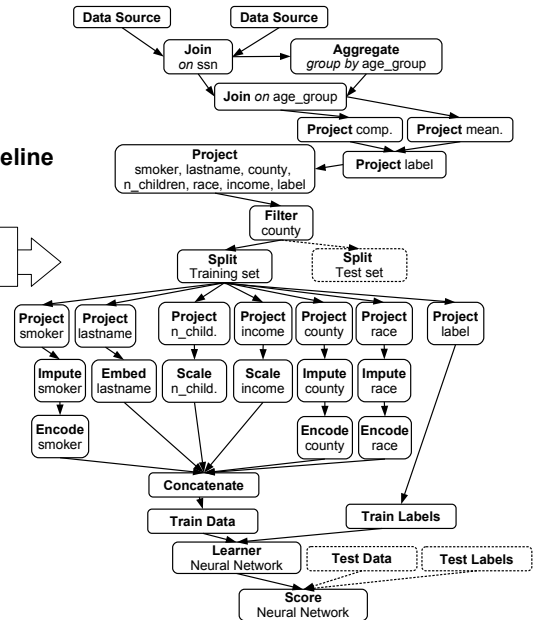 Data Source
Data Source
Join
on ssn
Aggregate
group by age_group
Join on age_group
Project comp.
Project mean.
eline
Project
smoker, lastname, county,
n_children, race, income, label
Project label
Filter
county
Split
Training set
Split
Test set
Project
smoker
Project
lastname
Project
n_child.
Project
income
Project
county
Project
race
Project
label
Impute
smoker
Embed
lastname
Scale
n_child.
Scale
income
Impute
county
Impute
race
Encode
smoker
Encode
county
Encode
race
Concatenate
Train Data
Train Labels
Learner
Neural Network
Test Data
Test Labels
Score
Neural Network